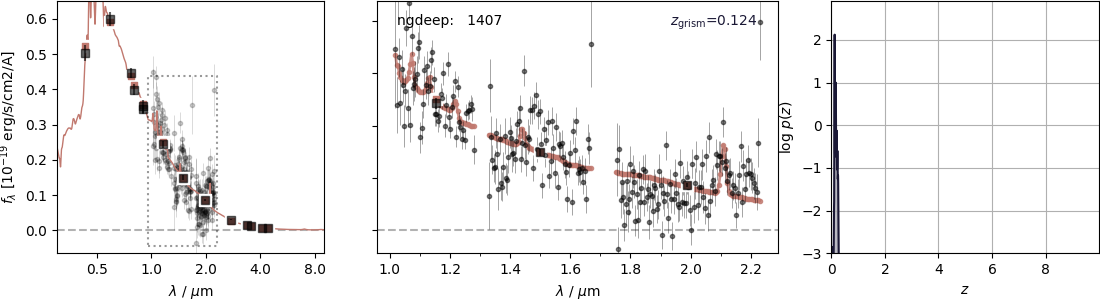 ngdeep: 1407
z_grism=0.124
f_λ [10^−19 erg/s/cm2/A]
0.6
0.5
0.4
0.3
0.2
0.1
0.0
0.5 1.0 2.0 4.0 8.0
λ / μm
1.0 1.2 1.4 1.6 1.8 2.0 2.2
λ / μm
log p(z)
2
1
0
−1
−2
−3
0 2 4 6 8
z